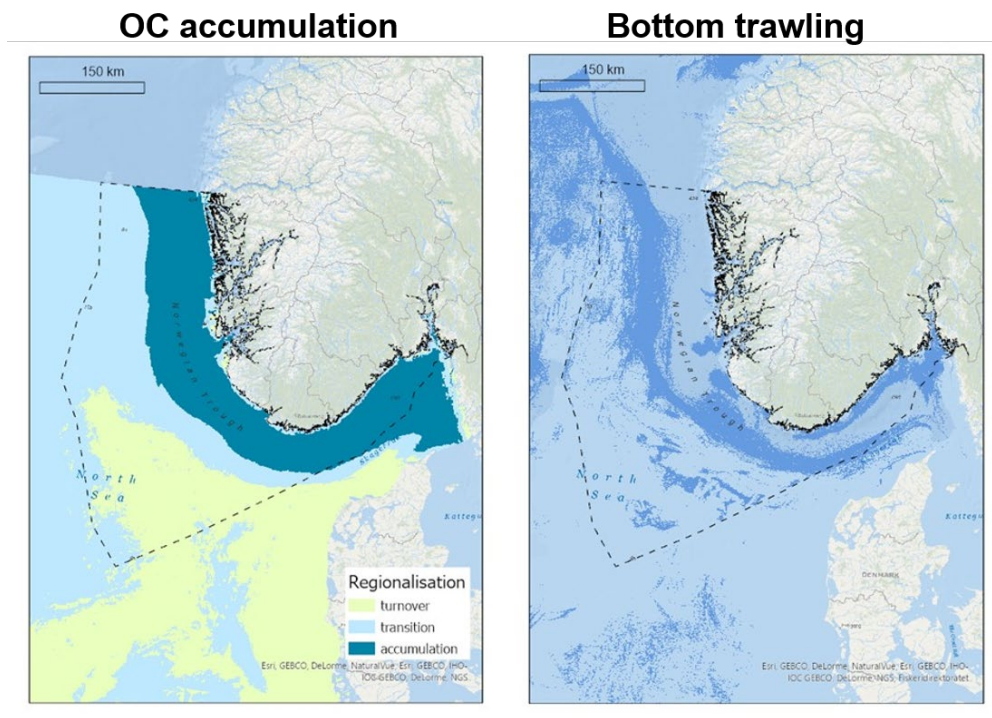 OC accumulation
Bottom trawling
150 km
150 km
Norwegian Trough
Norwegian Trough
North
Sea
North
Sea
Skagerrak
Kattegat
Kattegat
DENMARK
Regionalisation
turnover
transition
accumulation
Esri, GEBCO, DeLorme, NaturalVue; Esri, GEBCO, IHO-
IOC GEBCO, DeLorme, NGS.
Esri, GEBCO, DeLorme, NaturalVue; Esri, GEBCO, IHO-
IOC GEBCO, DeLorme, NGS; Fiskeridirektoratet